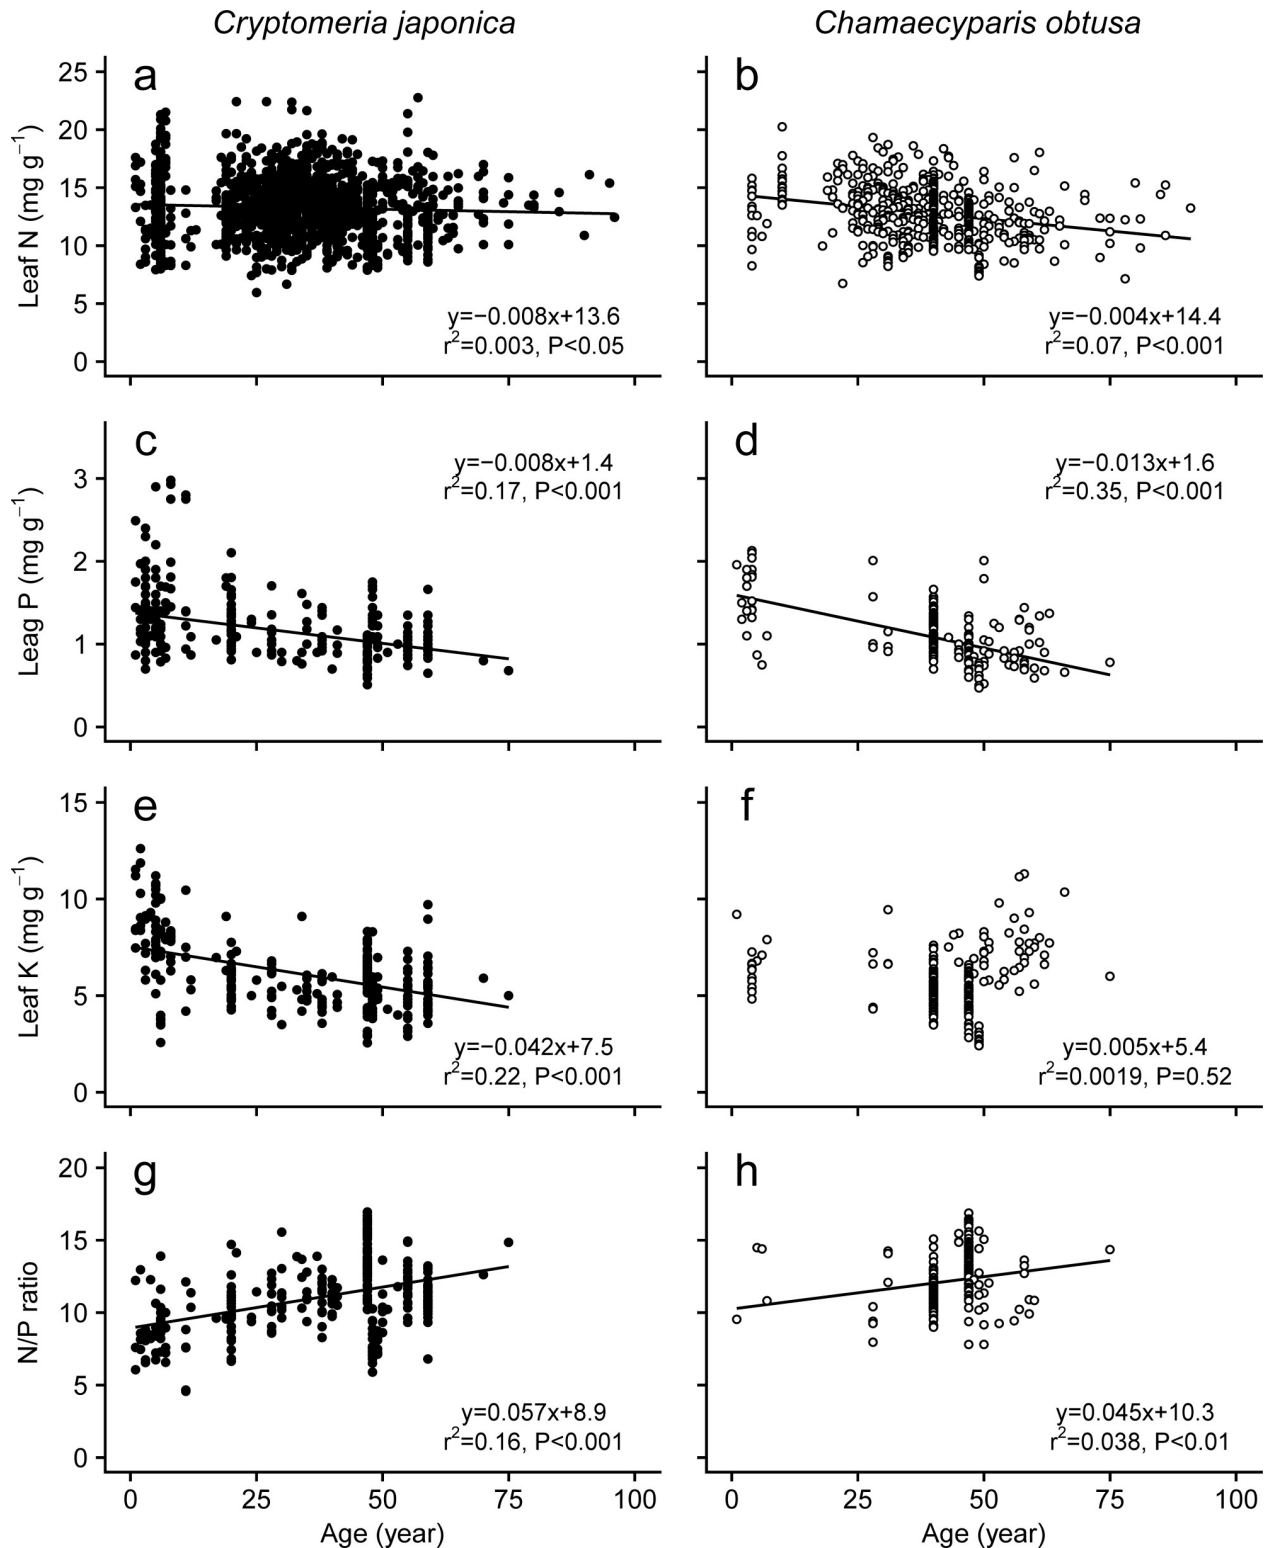 Cryptomeria japonica
Chamaecyparis obtusa
a
b
25
20
15
10
5
0
Leaf N (mg g⁻¹)
y=−0.008x+13.6
r²=0.003, P<0.05
y=−0.004x+14.4
r²=0.07, P<0.001
c
d
3
2
1
0
Leag P (mg g⁻¹)
y=−0.008x+1.4
r²=0.17, P<0.001
y=−0.013x+1.6
r²=0.35, P<0.001
e
f
15
10
5
0
Leaf K (mg g⁻¹)
y=−0.042x+7.5
r²=0.22, P<0.001
y=0.005x+5.4
r²=0.0019, P=0.52
g
h
20
15
10
5
0
N/P ratio
y=0.057x+8.9
r²=0.16, P<0.001
y=0.045x+10.3
r²=0.038, P<0.01
0 25 50 75 100
0 25 50 75 100
Age (year)
Age (year)